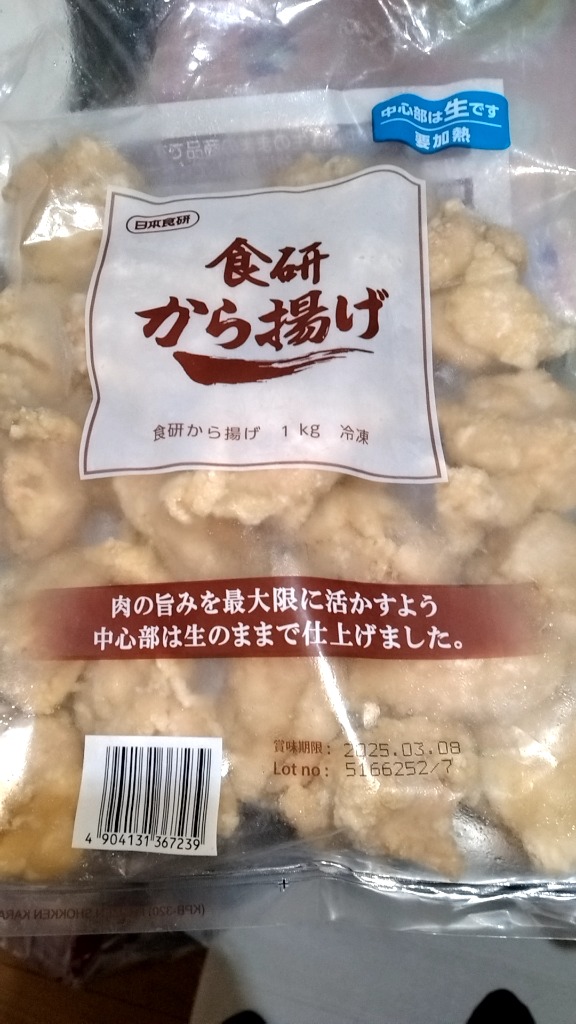 中心部は生です
要加熱
日本食研
食研
から揚げ
食研から揚げ 1kg 冷凍
肉の旨みを最大限に活かすよう
中心部は生のままで仕上げました。
賞味期限: 2025.03.08
Lot no: 5166252/7
4 904131 367239